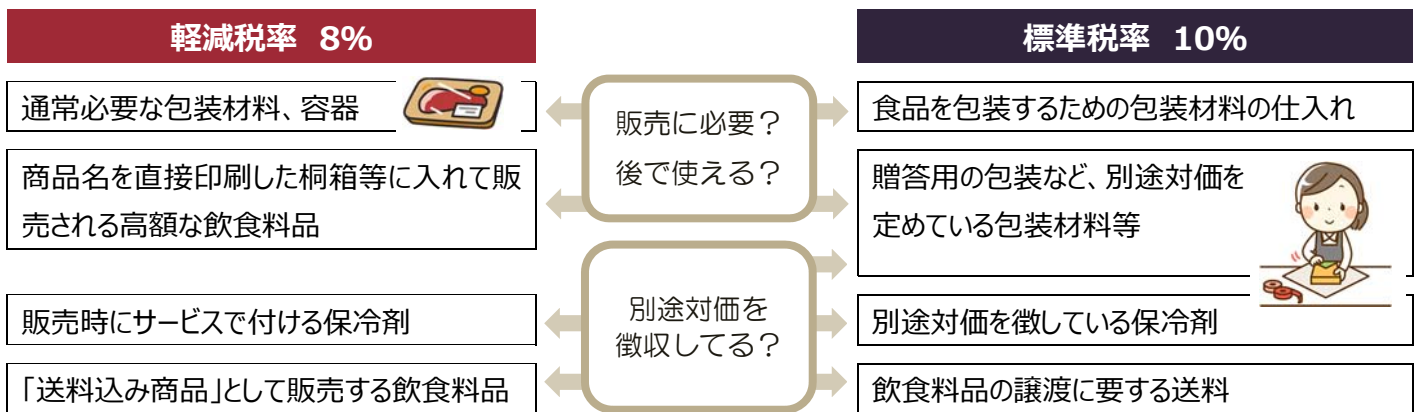 軽減税率 8%
標準税率 10%
通常必要な包装材料、容器
商品名を直接印刷した桐箱等に入れて販
売される高額な飲食料品
販売時にサービスで付ける保冷剤
「送料込み商品」として販売する飲食料品
販売に必要？
後で使える？
別途対価を
徴収してる？
食品を包装するための包装材料の仕入れ
贈答用の包装など、別途対価を
定めている包装材料等
別途対価を徴している保冷剤
飲食料品の譲渡に要する送料